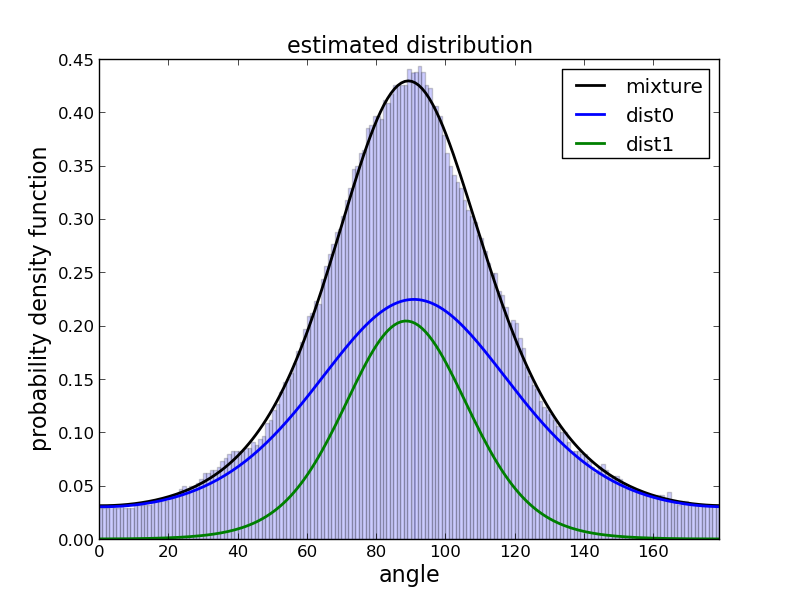 estimated distribution
probability density function
0.45
0.40
0.35
0.30
0.25
0.20
0.15
0.10
0.05
0.00
mixture
dist0
dist1
0 20 40 60 80 100 120 140 160
angle